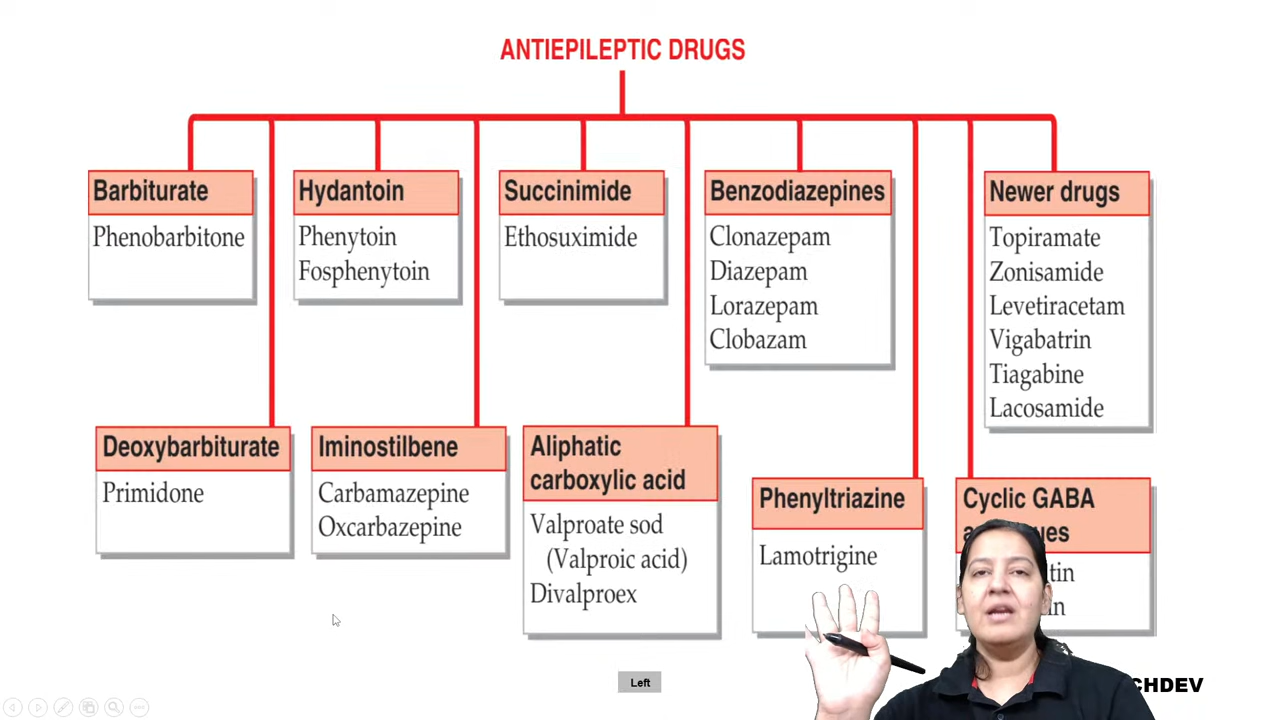 ANTIEPILEPTIC DRUGS
Barbiturate
Phenobarbitone
Hydantoin
Phenytoin
Fosphenytoin
Succinimide
Ethosuximide
Benzodiazepines
Clonazepam
Diazepam
Lorazepam
Clobazam
Newer drugs
Topiramate
Zonisamide
Levetiracetam
Vigabatrin
Tiagabine
Lacosamide
Deoxybarbiturate
Primidone
Iminostilbene
Carbamazepine
Oxcarbazepine
Aliphatic
carboxylic acid
Valproate sod
(Valproic acid)
Divalproex
Phenyltriazine
Lamotrigine
Cyclic GABA
Left
CHDEV